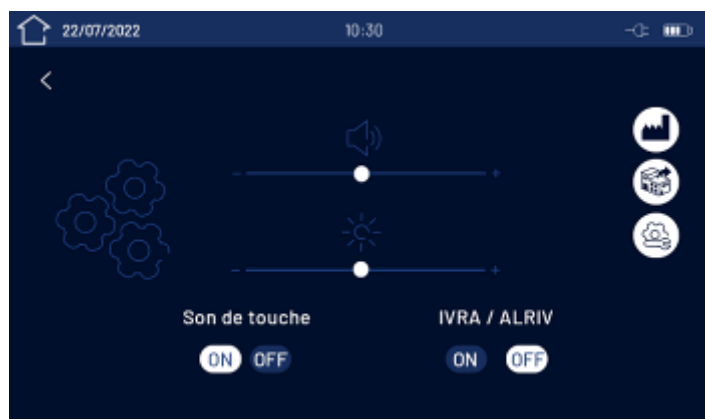 22/07/2022 10:30
- +
- +
Son de touche IVRA / ALRIV
ON OFF ON OFF